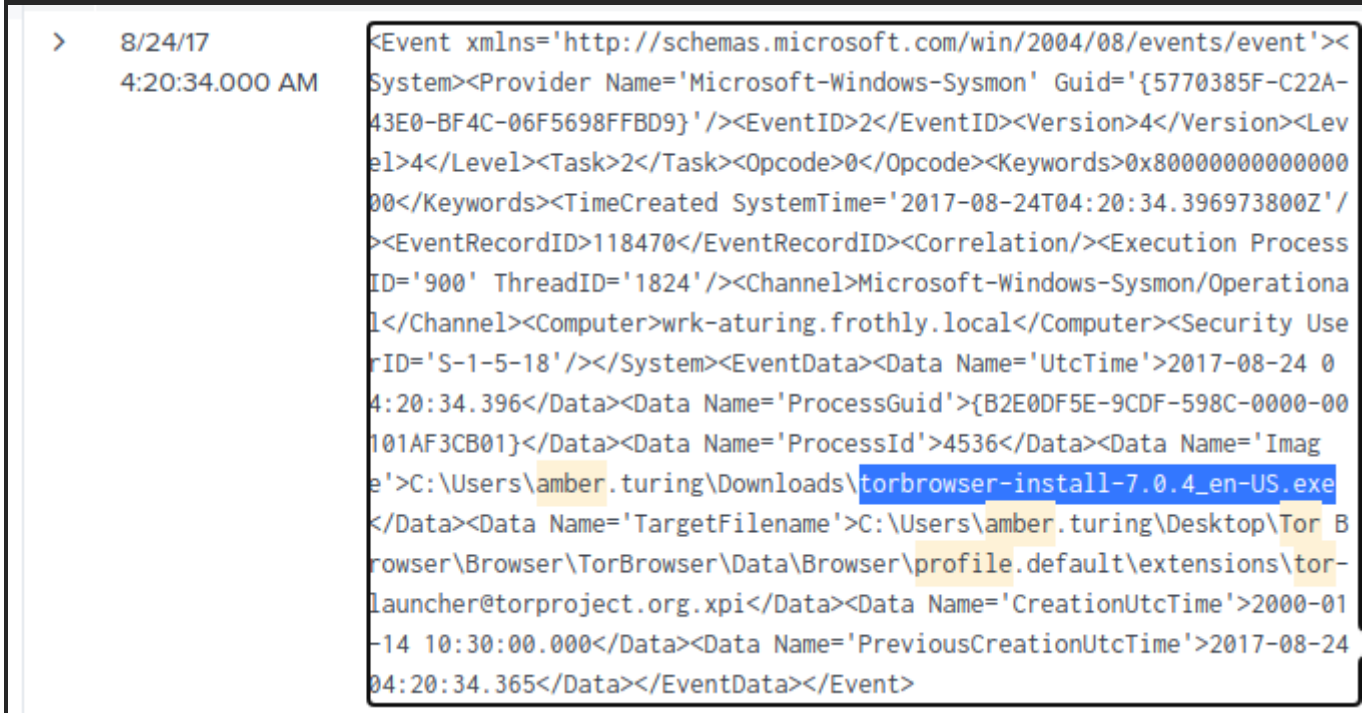 > 8/24/17 <Event xmlns='http://schemas.microsoft.com/win/2004/08/events/event'><
4:20:34.000 AM System><Provider Name='Microsoft-Windows-Sysmon' Guid='{5770385F-C22A-
43E0-BF4C-06F5698FFBD9}'/><EventID>2</EventID><Version>4</Version><Lev
el>4</Level><Task>2</Task><Opcode>0</Opcode><Keywords>0x80000000000000
00</Keywords><TimeCreated SystemTime='2017-08-24T04:20:34.396973800Z'/
><EventRecordID>118470</EventRecordID><Correlation/><Execution Process
ID='900' ThreadID='1824'/><Channel>Microsoft-Windows-Sysmon/Operationa
l</Channel><Computer>wrk-aturing.frothly.local</Computer><Security Use
rID='S-1-5-18'/></System><EventData><Data Name='UtcTime'>2017-08-24 0
4:20:34.396</Data><Data Name='ProcessGuid'>{B2E0DF5E-9CDF-598C-0000-00
101AF3CB01}</Data><Data Name='ProcessId'>4536</Data><Data Name='Imag
e'>C:\Users\amber.turing\Downloads\torbrowser-install-7.0.4_en-US.exe
</Data><Data Name='TargetFilename'>C:\Users\amber.turing\Desktop\Tor B
rowser\Browser\TorBrowser\Data\Browser\profile.default\extensions\tor-
launcher@torproject.org.xpi</Data><Data Name='CreationUtcTime'>2000-01
-14 10:30:00.000</Data><Data Name='PreviousCreationUtcTime'>2017-08-24
04:20:34.365</Data></EventData></Event>